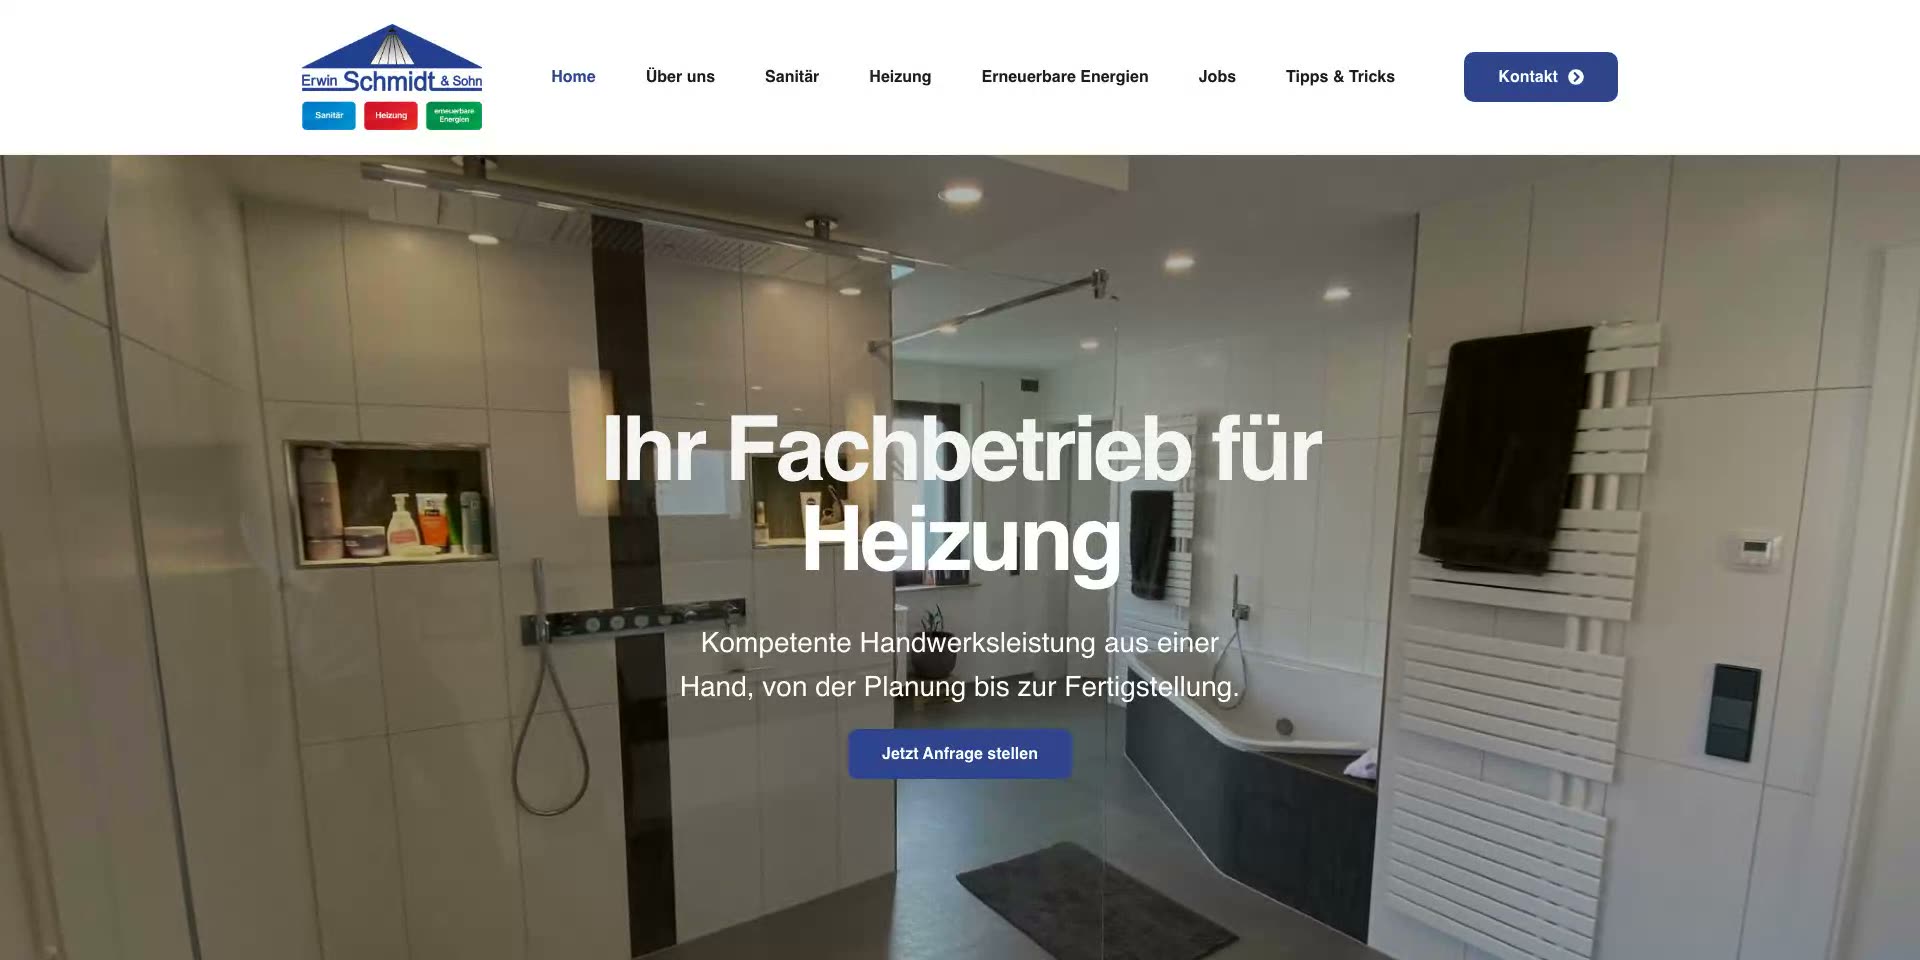 Erwin Schmidt & Sohn
Sanitär
Heizung
erneuerbare
Energien
Home
Über uns
Sanitär
Heizung
Erneuerbare Energien
Jobs
Tipps & Tricks
Kontakt
Ihr Fachbetrieb für
Heizung
Kompetente Handwerksleistung aus einer
Hand, von der Planung bis zur Fertigstellung.
Jetzt Anfrage stellen